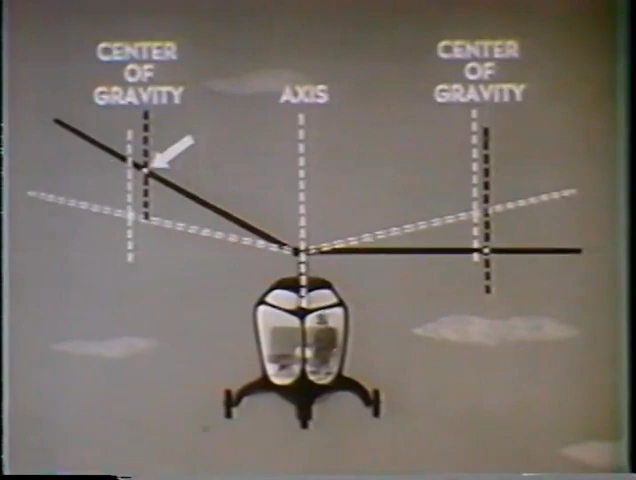 CENTER
OF
GRAVITY
AXIS
CENTER
OF
GRAVITY